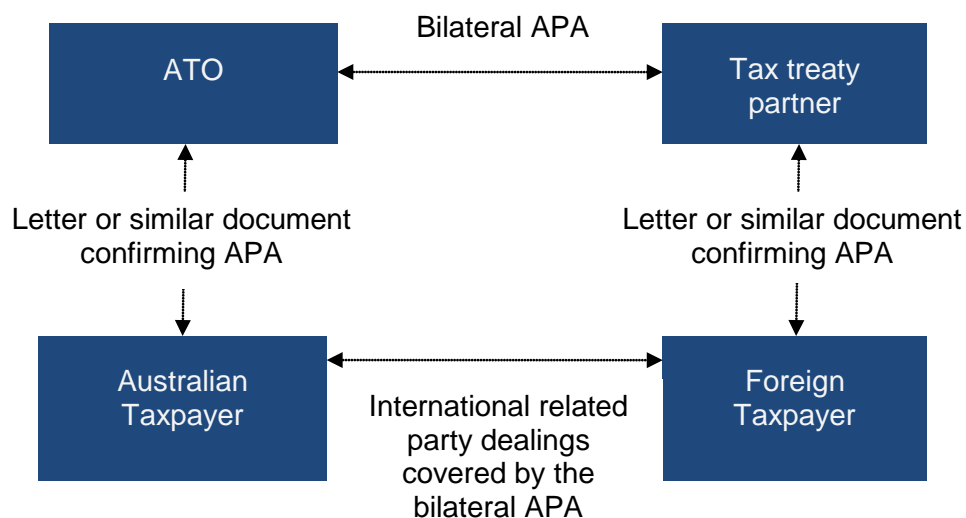 Bilateral APA
ATO
Tax treaty
partner
Letter or similar document
confirming APA
Letter or similar document
confirming APA
Australian
Taxpayer
Foreign
Taxpayer
International related
party dealings
covered by the
bilateral APA